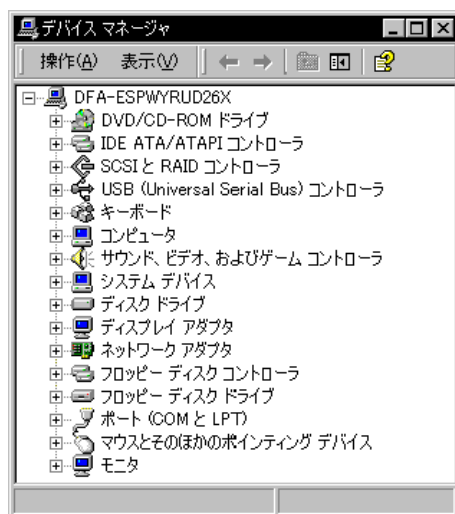 デバイス マネージャ
操作(A) 表示(V)
DFA-ESPWYRUD26X
DVD/CD-ROM ドライブ
IDE ATA/ATAPI コントローラ
SCSI と RAID コントローラ
USB (Universal Serial Bus) コントローラ
キーボード
コンピュータ
サウンド、ビデオ、およびゲーム コントローラ
システム デバイス
ディスク ドライブ
ディスプレイ アダプタ
ネットワーク アダプタ
フロッピー ディスク コントローラ
フロッピー ディスク ドライブ
ポート (COM と LPT)
マウスとそのほかのポインティング デバイス
モニタ